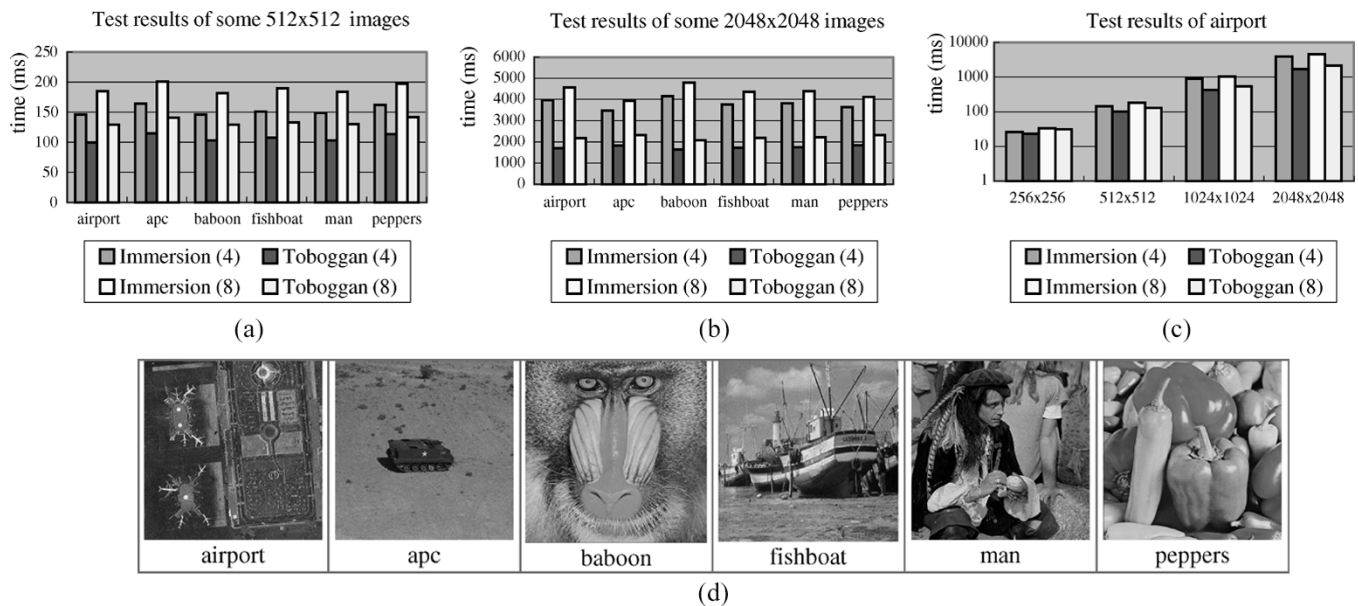 Test results of some 512x512 images
time (ms)
250
200
150
100
50
0
airport apc baboon fishboat man peppers
Immersion (4) Toboggan (4)
Immersion (8) Toboggan (8)
(a)
Test results of some 2048x2048 images
time (ms)
6000
5000
4000
3000
2000
1000
0
airport apc baboon fishboat man peppers
Immersion (4) Toboggan (4)
Immersion (8) Toboggan (8)
(b)
Test results of airport
time (ms)
10000
1000
100
10
1
256x256 512x512 1024x1024 2048x2048
Immersion (4) Toboggan (4)
Immersion (8) Toboggan (8)
(c)
airport apc baboon fishboat man peppers
(d)